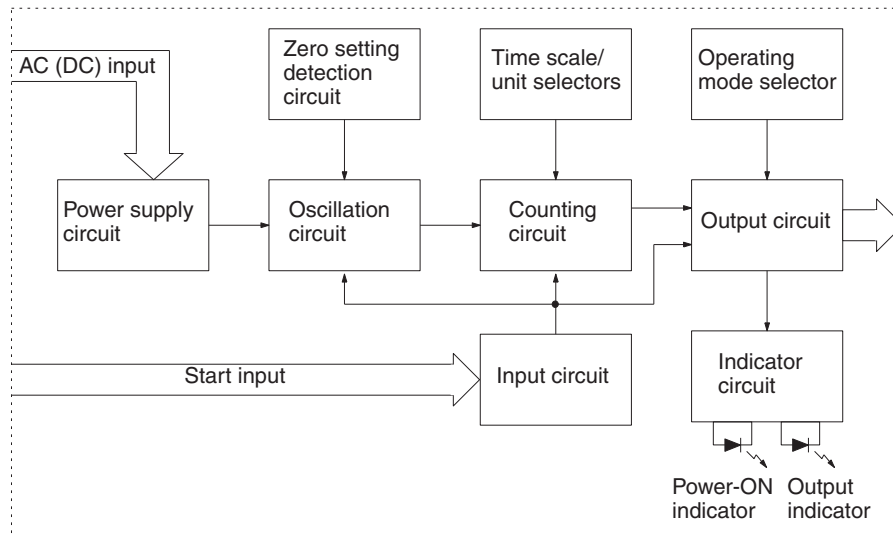 AC (DC) input
Zero setting
detection
circuit
Time scale/
unit selectors
Operating
mode selector
Power supply
circuit
Oscillation
circuit
Counting
circuit
Output circuit
Start input
Input circuit
Indicator
circuit
Power-ON
indicator
Output
indicator